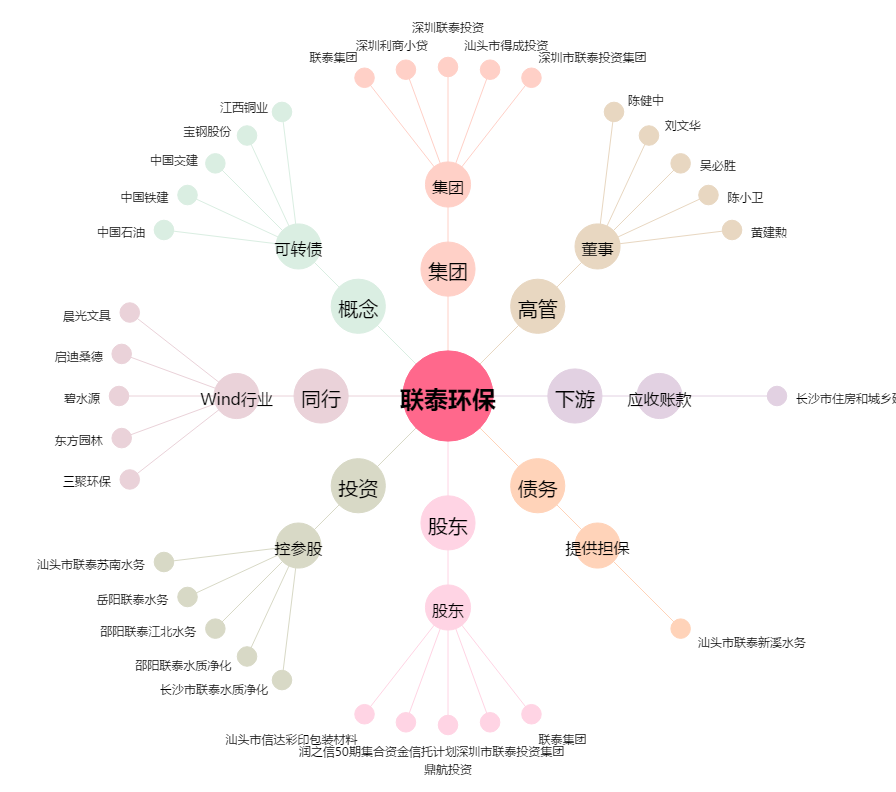 深圳联泰投资
深圳利商小贷
汕头市得成投资
联泰集团
深圳市联泰投资集团
集团
集团
江西铜业
宝钢股份
中国交建
中国铁建
中国石油
可转债
概念
陈健中
刘文华
吴必胜
陈小卫
黄建勲
董事
高管
晨光文具
启迪桑德
碧水源
东方园林
三聚环保
Wind行业
同行
联泰环保
下游
应收账款
长沙市住房和城乡
投资
控参股
汕头市联泰苏南水务
岳阳联泰水务
邵阳联泰江北水务
邵阳联泰水质净化
长沙市联泰水质净化
债务
提供担保
汕头市联泰新溪水务
股东
股东
汕头市信达彩印包装材料
联泰集团
润之信50期集合资金信托计划
深圳市联泰投资集团
鼎航投资